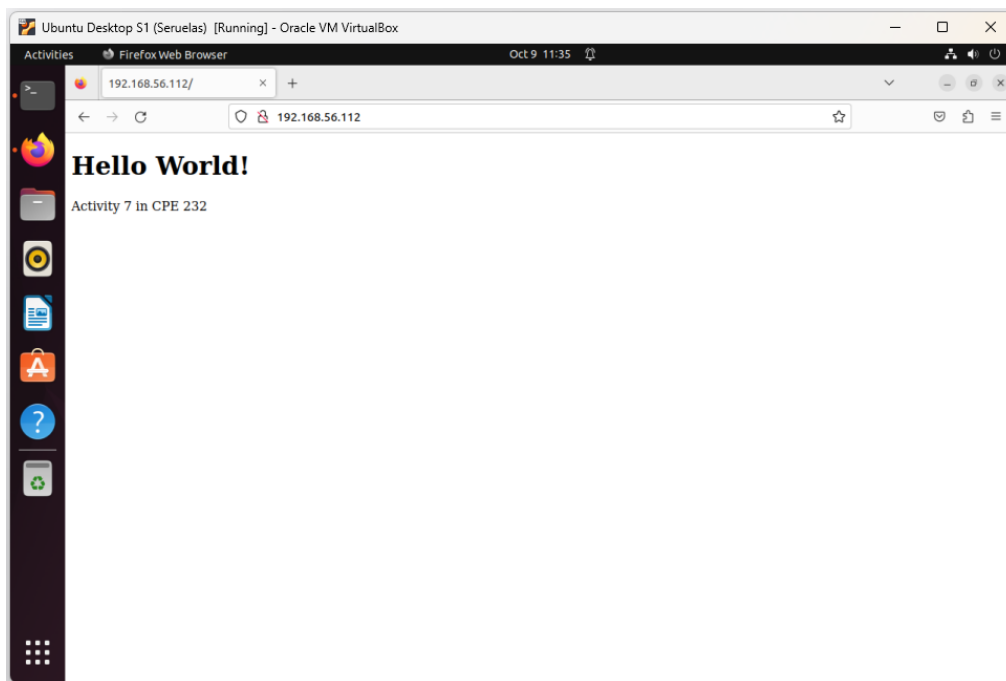 Ubuntu Desktop S1 (Seruelas) [Running] - Oracle VM VirtualBox
Activities Firefox Web Browser Oct 9 11:35
192.168.56.112/
192.168.56.112
Hello World!
Activity 7 in CPE 232